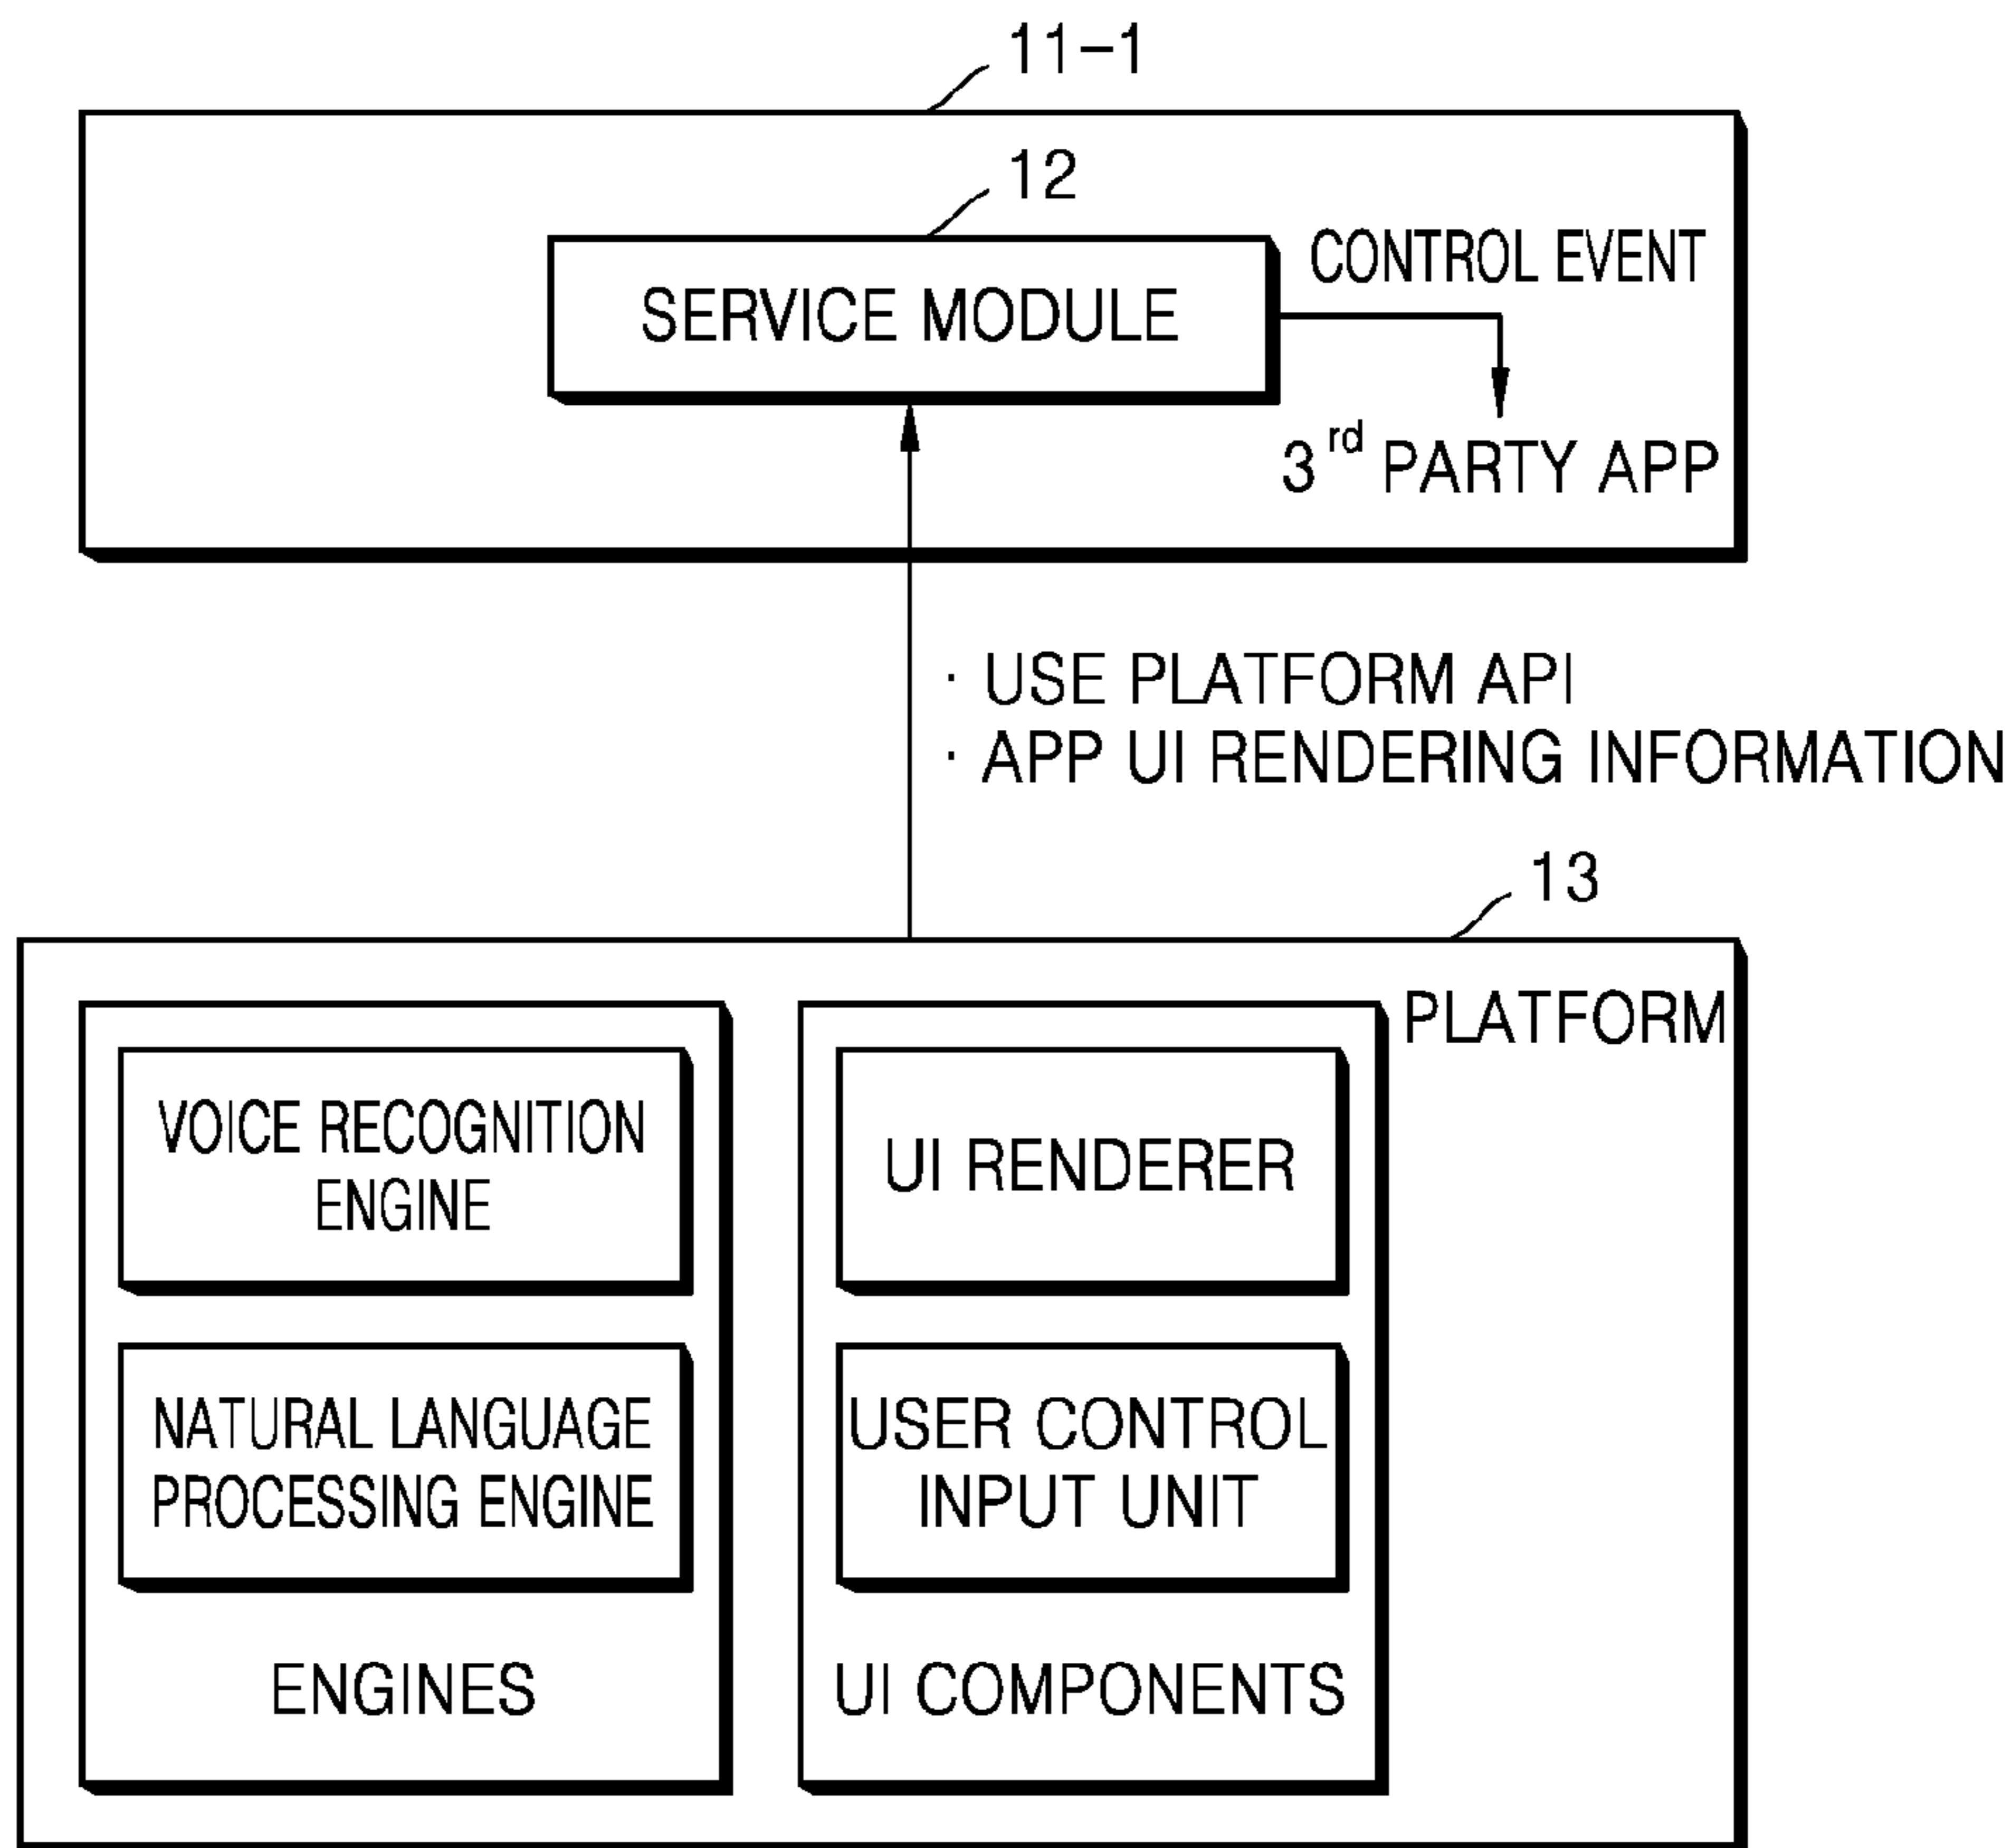 11-1
12
SERVICE MODULE
CONTROL EVENT
3rd PARTY APP
· USE PLATFORM API
· APP UI RENDERING INFORMATION
13
PLATFORM
VOICE RECOGNITION
ENGINE
NATURAL LANGUAGE
PROCESSING ENGINE
ENGINES
UI RENDERER
USER CONTROL
INPUT UNIT
UI COMPONENTS